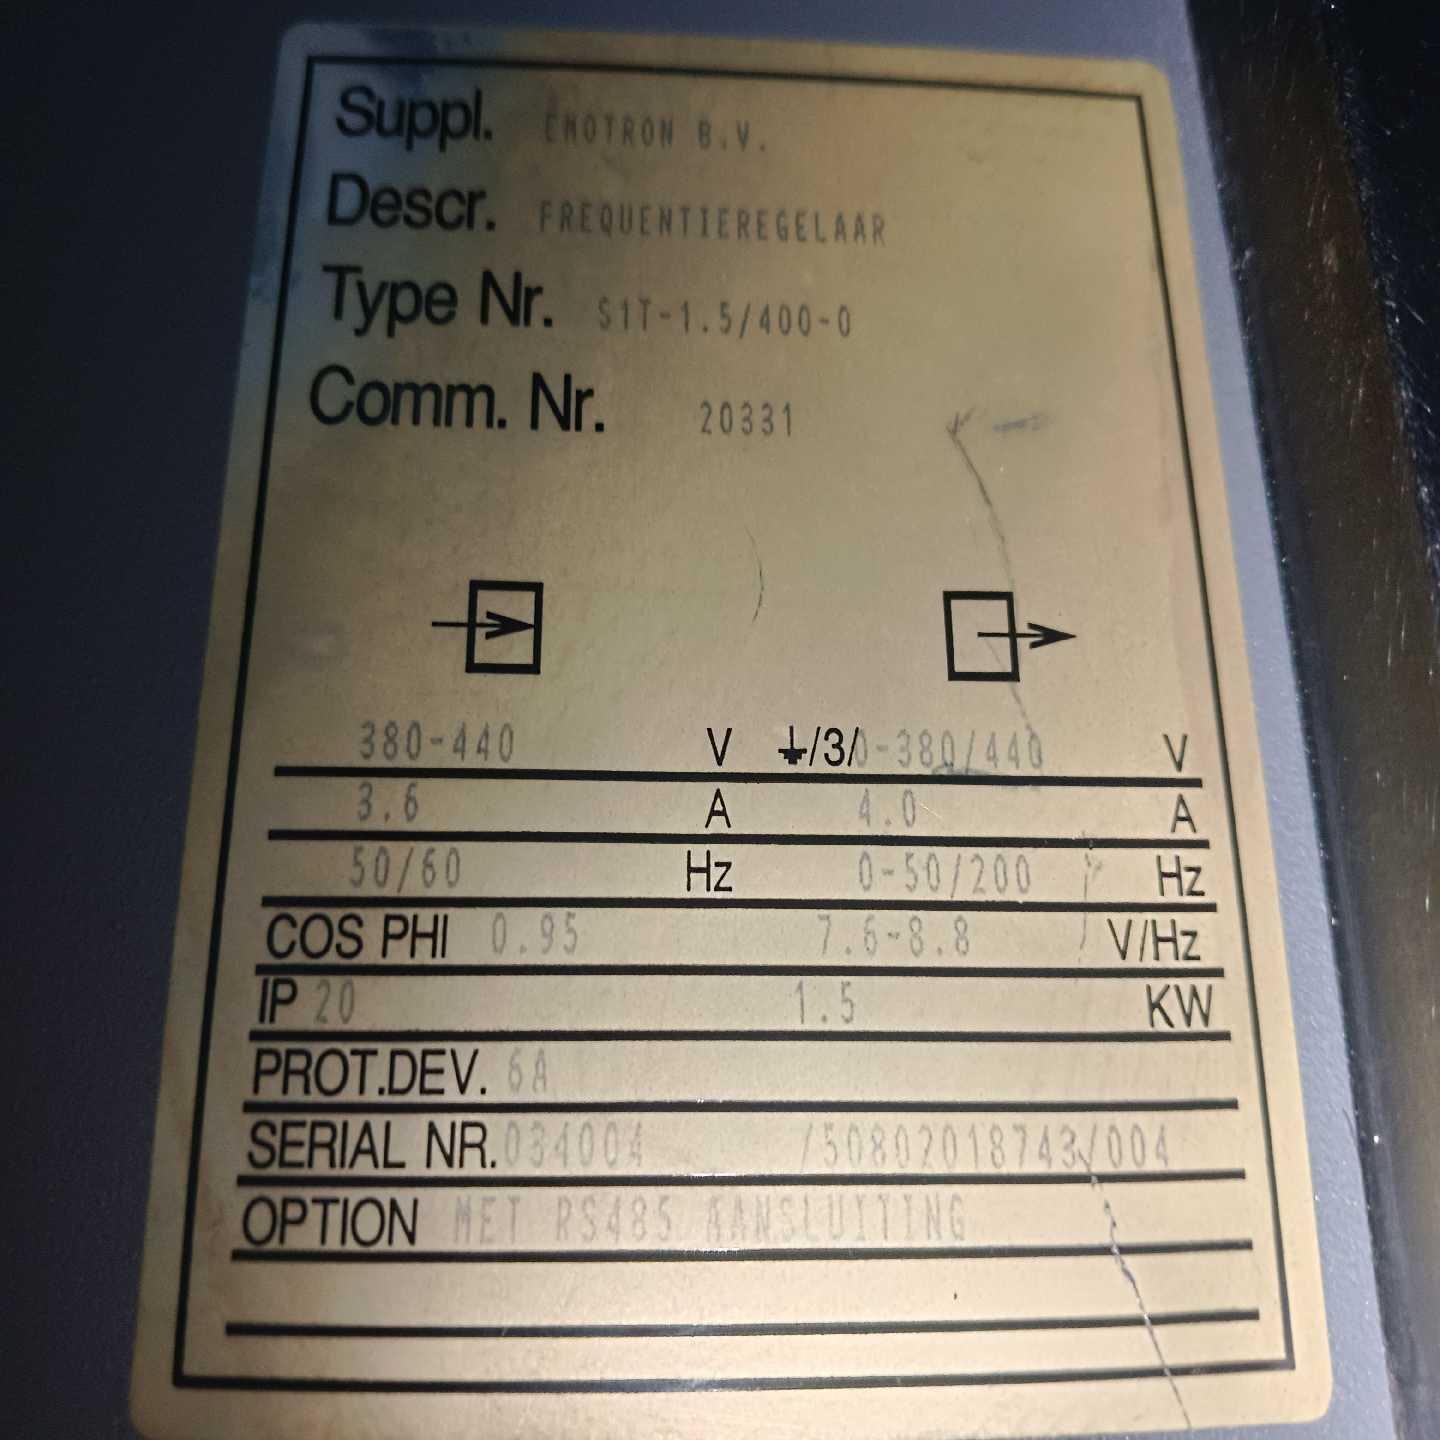 Suppl. EMOTRON B.V.
Descr. FREQUENTIEREGELAAR
Type Nr. S1T-1.5/400-0
Comm. Nr. 20331
380-440 V ⏚/3/0-380/440 V
3.6 A 4.0 A
50/60 Hz 0-50/200 Hz
COS PHI 0.95 7.6-8.8 V/Hz
IP 20 1.5 KW
PROT.DEV. 6A
SERIAL NR. 034004 /50802018743/004
OPTION MET RS485 AANSLUITING